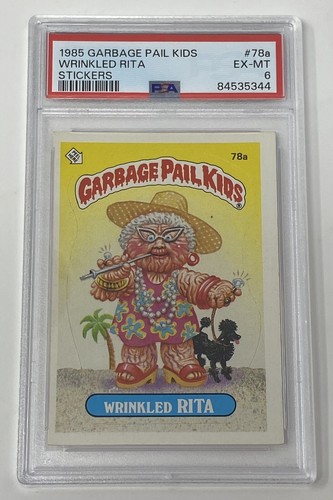 1985 GARBAGE PAIL KIDS #78a
WRINKLED RITA EX-MT
STICKERS 6
PSA 84535344
78a
GARBAGE PAIL KIDS®
WRINKLED RITA